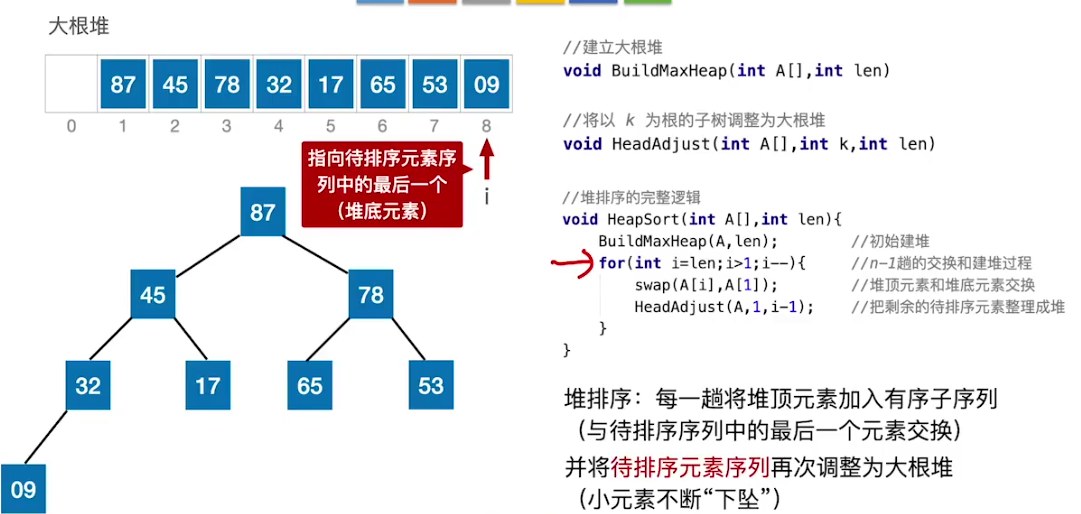 大根堆
87 45 78 32 17 65 53 09
0 1 2 3 4 5 6 7 8
指向待排序元素序
列中的最后一个
（堆底元素）
i
87
45 78
32 17 65 53
09
//建立大根堆
void BuildMaxHeap(int A[],int len)
//将以 k 为根的子树调整为大根堆
void HeadAdjust(int A[],int k,int len)
//堆排序的完整逻辑
void HeapSort(int A[],int len){
BuildMaxHeap(A,len); //初始建堆
for(int i=len;i>1;i--){ //n-1趟的交换和建堆过程
swap(A[i],A[1]); //堆顶元素和堆底元素交换
HeadAdjust(A,1,i-1); //把剩余的待排序元素整理成堆
}
}
堆排序：每一趟将堆顶元素加入有序子序列
（与待排序序列中的最后一个元素交换）
并将待排序元素序列再次调整为大根堆
（小元素不断“下坠”）